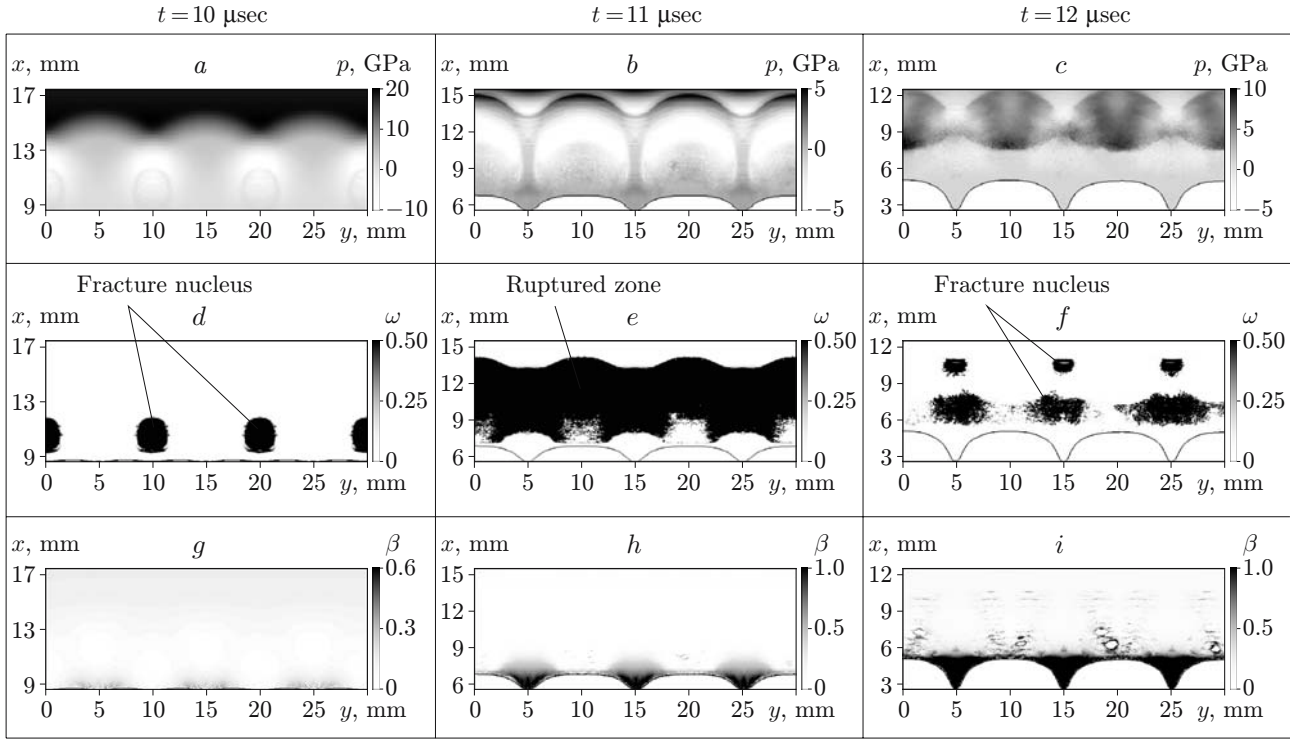 t = 10 μsec t = 11 μsec t = 12 μsec
x, mm a p, GPa x, mm b p, GPa x, mm c p, GPa
17 20 15 5 12 10
10 12 9 5
13 0 9 0 6 0
9 −10 6 −5 3 −5
0 5 10 15 20 25 y, mm 0 5 10 15 20 25 y, mm 0 5 10 15 20 25 y, mm
Fracture nucleus Ruptured zone Fracture nucleus
x, mm d ω x, mm e ω x, mm f ω
17 0.50 15 0.50 12 0.50
13 0.25 12 0.25 9 0.25
9 6
9 0 6 0 3 0
0 5 10 15 20 25 y, mm 0 5 10 15 20 25 y, mm 0 5 10 15 20 25 y, mm
x, mm g β x, mm h β x, mm i β
17 0.6 15 1.0 12 1.0
13 0.3 12 0.5 9 0.5
9 6
9 0 6 0 3 0
0 5 10 15 20 25 y, mm 0 5 10 15 20 25 y, mm 0 5 10 15 20 25 y, mm